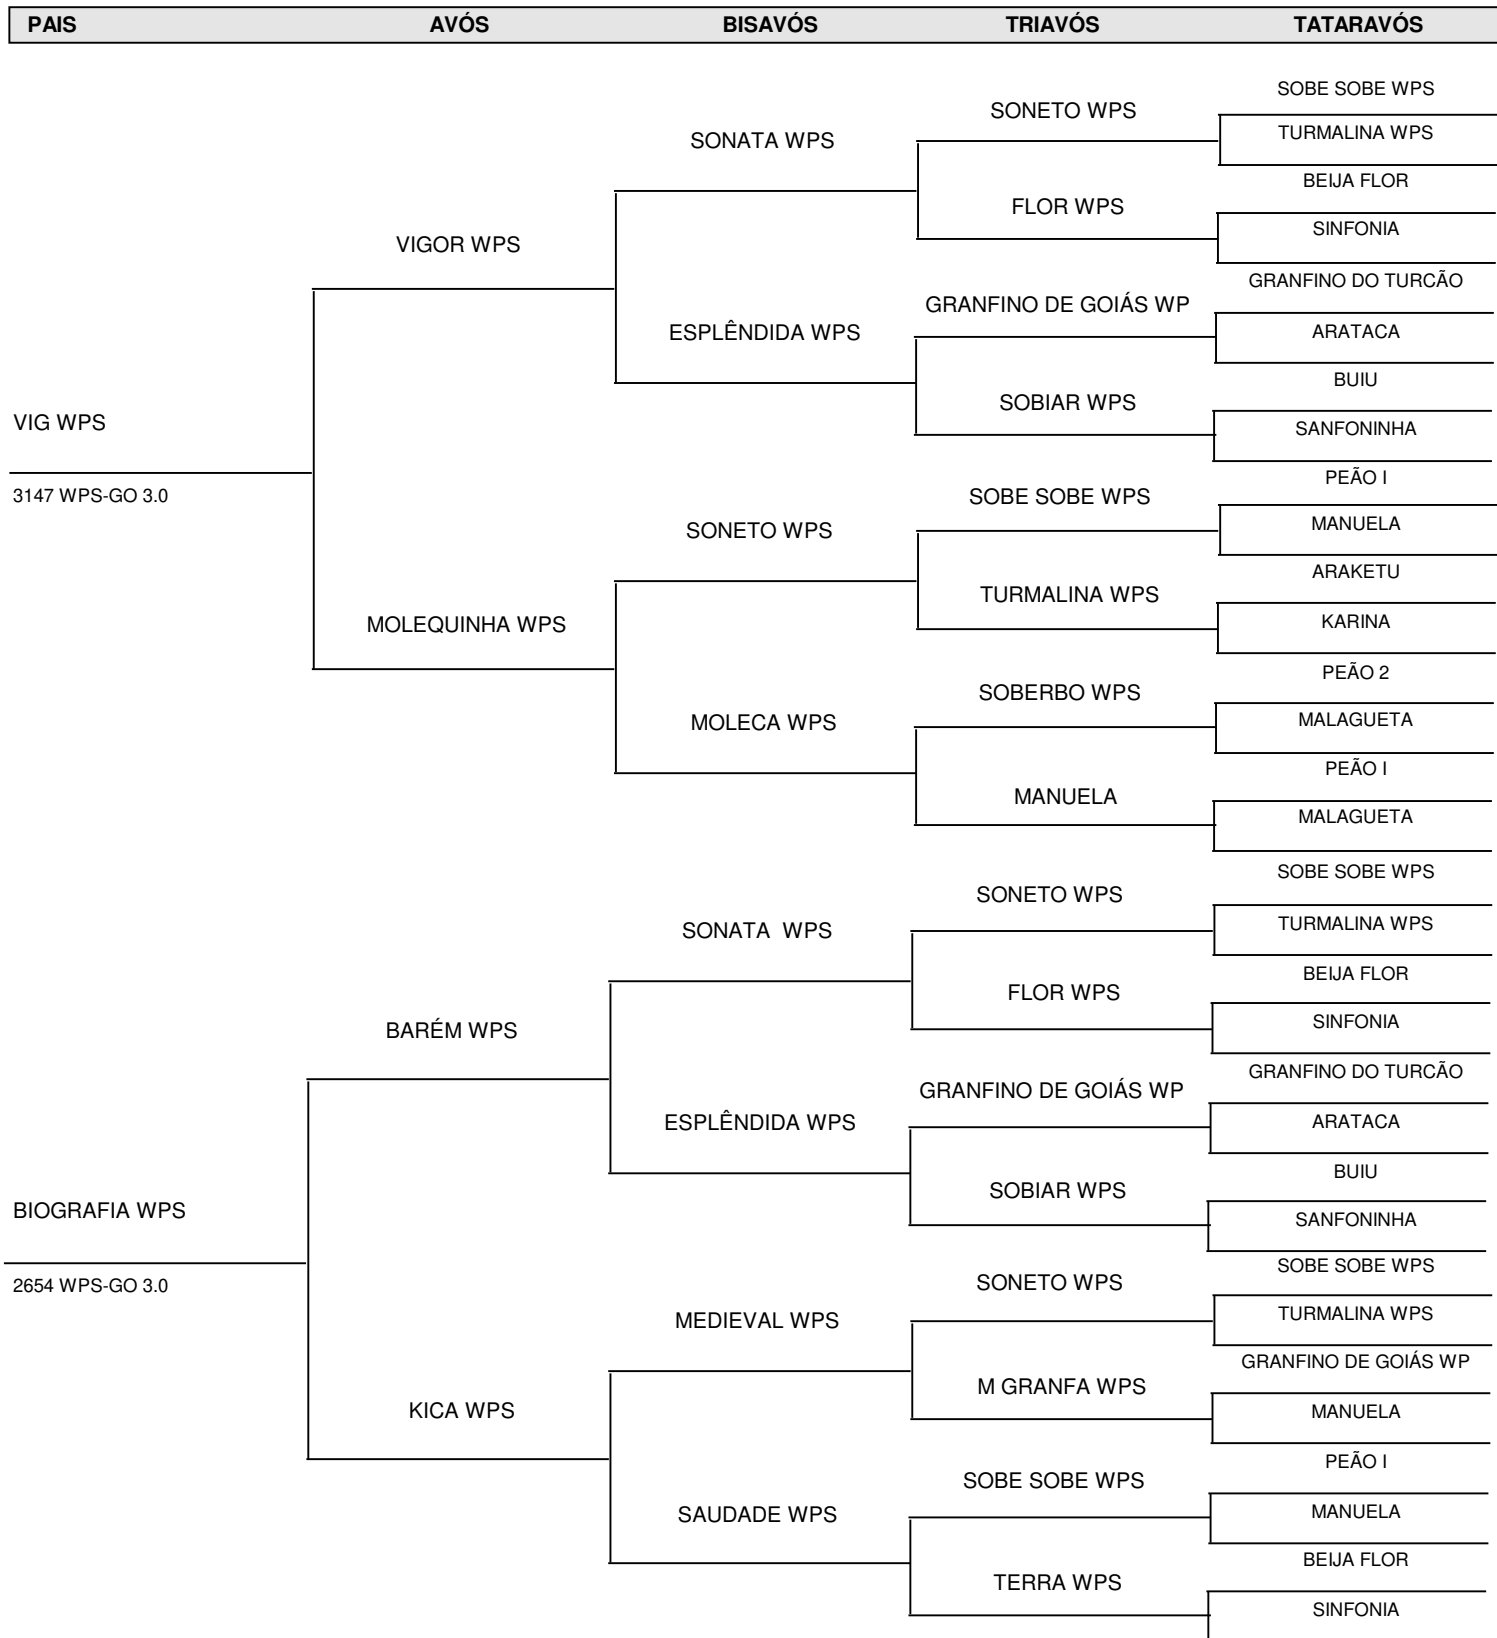 PAIS AVÓS BISAVÓS TRIAVÓS TATARAVÓS
SOBE SOBE WPS
SONETO WPS
TURMALINA WPS
SONATA WPS
BEIJA FLOR
FLOR WPS
SINFONIA
VIGOR WPS
GRANFINO DO TURCÃO
GRANFINO DE GOIÁS WP
ESPLÊNDIDA WPS
ARATACA
BUIU
SOBIAR WPS
VIG WPS
SANFONINHA
PEÃO I
3147 WPS-GO 3.0
SOBE SOBE WPS
MANUELA
SONETO WPS
ARAKETU
TURMALINA WPS
MOLEQUINHA WPS
KARINA
PEÃO 2
SOBERBO WPS
MOLECA WPS
MALAGUETA
PEÃO I
MANUELA
MALAGUETA
SOBE SOBE WPS
SONETO WPS
TURMALINA WPS
SONATA WPS
BEIJA FLOR
FLOR WPS
SINFONIA
BARÉM WPS
GRANFINO DO TURCÃO
GRANFINO DE GOIÁS WP
ESPLÊNDIDA WPS
ARATACA
BUIU
SOBIAR WPS
BIOGRAFIA WPS
SANFONINHA
SOBE SOBE WPS
2654 WPS-GO 3.0
SONETO WPS
TURMALINA WPS
MEDIEVAL WPS
GRANFINO DE GOIÁS WP
M GRANFA WPS
KICA WPS
MANUELA
PEÃO I
SOBE SOBE WPS
SAUDADE WPS
MANUELA
BEIJA FLOR
TERRA WPS
SINFONIA